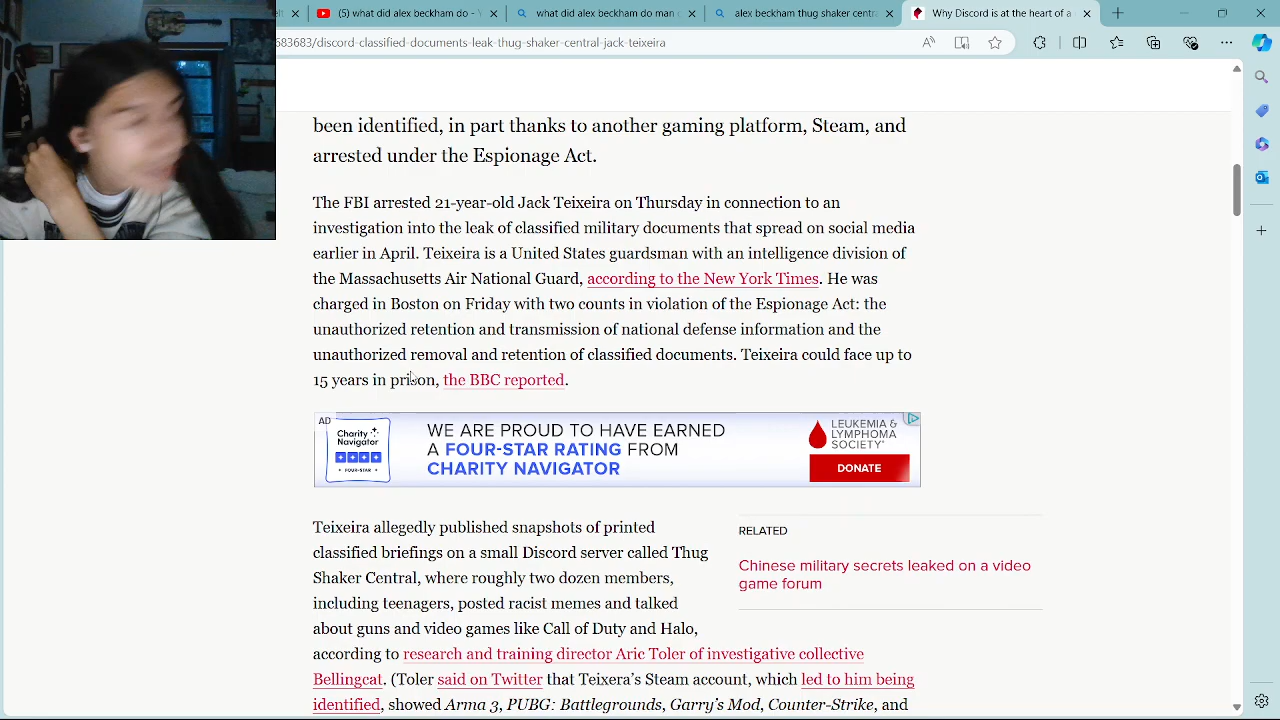 elt
(5) what did alex beckham do - \
what did alex
alex beckham thug shaker
Why Discord is at the center of
583683/discord-classified-documents-leak-thug-shaker-central-jack-teixeira
been identified, in part thanks to another gaming platform, Steam, and
arrested under the Espionage Act.
The FBI arrested 21-year-old Jack Teixeira on Thursday in connection to an
investigation into the leak of classified military documents that spread on social media
earlier in April. Teixeira is a United States guardsman with an intelligence division of
the Massachusetts Air National Guard, according to the New York Times. He was
charged in Boston on Friday with two counts in violation of the Espionage Act: the
unauthorized retention and transmission of national defense information and the
unauthorized removal and retention of classified documents. Teixeira could face up to
15 years in prison, the BBC reported.
AD
Charity
Navigator
FOUR-STAR
WE ARE PROUD TO HAVE EARNED
A FOUR-STAR RATING FROM
CHARITY NAVIGATOR
LEUKEMIA &
LYMPHOMA
SOCIETY
DONATE
Teixeira allegedly published snapshots of printed
classified briefings on a small Discord server called Thug
Shaker Central, where roughly two dozen members,
including teenagers, posted racist memes and talked
about guns and video games like Call of Duty and Halo,
according to research and training director Aric Toler of investigative collective
Bellingcat. (Toler said on Twitter that Teixera's Steam account, which led to him being
identified, showed Arma 3, PUBG: Battlegrounds, Garry's Mod, Counter-Strike, and
RELATED
Chinese military secrets leaked on a video
game forum